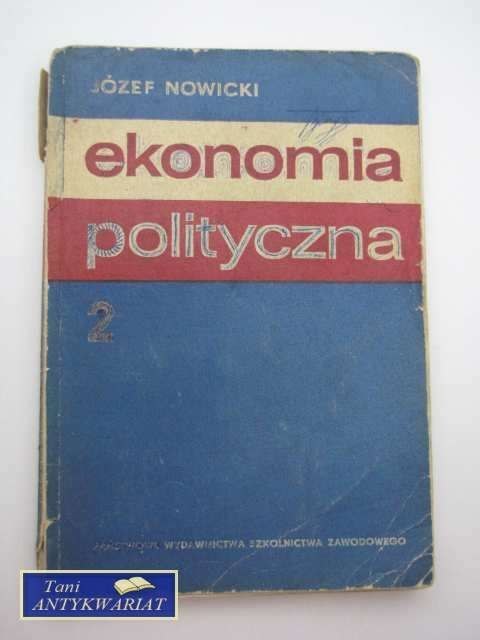 JÓZEF NOWICKI
ekonomia
polityczna
2
PAŃSTWOWE WYDAWNICTWA SZKOLNICTWA ZAWODOWEGO
Tani
ANTYKWARIAT